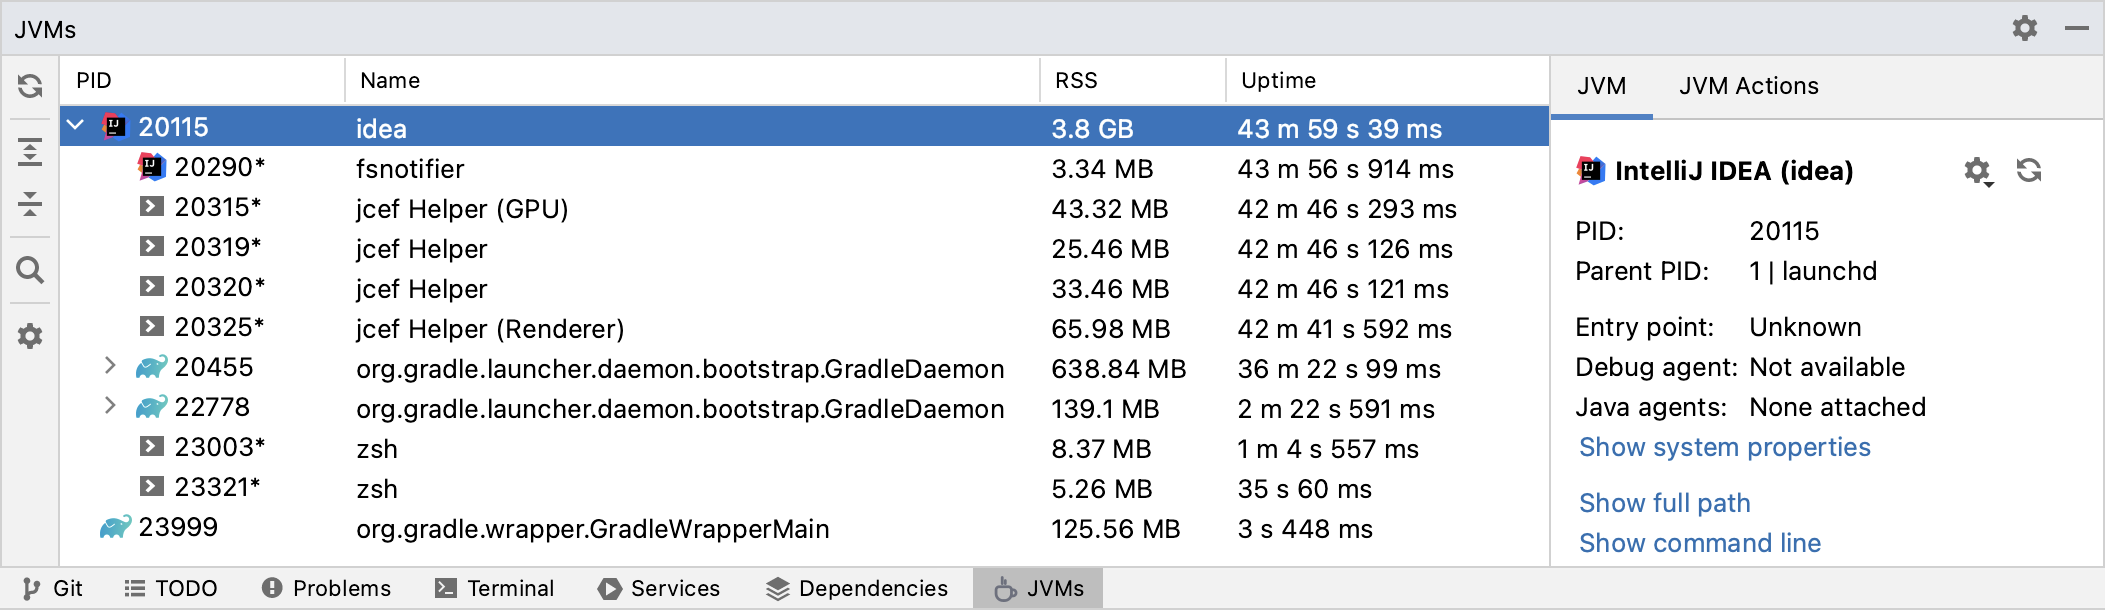 JVMs
PID Name RSS Uptime
20115 idea 3.8 GB 43 m 59 s 39 ms
20290* fsnotifier 3.34 MB 43 m 56 s 914 ms
20315* jcef Helper (GPU) 43.32 MB 42 m 46 s 293 ms
20319* jcef Helper 25.46 MB 42 m 46 s 126 ms
20320* jcef Helper 33.46 MB 42 m 46 s 121 ms
20325* jcef Helper (Renderer) 65.98 MB 42 m 41 s 592 ms
20455 org.gradle.launcher.daemon.bootstrap.GradleDaemon 638.84 MB 36 m 22 s 99 ms
22778 org.gradle.launcher.daemon.bootstrap.GradleDaemon 139.1 MB 2 m 22 s 591 ms
23003* zsh 8.37 MB 1 m 4 s 557 ms
23321* zsh 5.26 MB 35 s 60 ms
23999 org.gradle.wrapper.GradleWrapperMain 125.56 MB 3 s 448 ms
JVM JVM Actions
IntelliJ IDEA (idea)
PID: 20115
Parent PID: 1 | launchd
Entry point: Unknown
Debug agent: Not available
Java agents: None attached
Show system properties
Show full path
Show command line
Git TODO Problems Terminal Services Dependencies JVMs